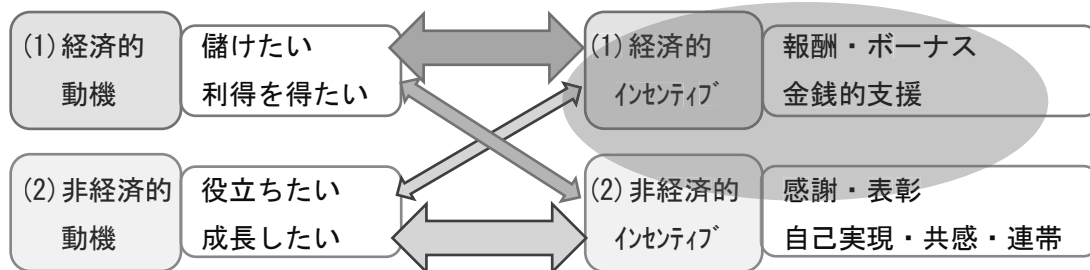 (1)経済的
動機
儲けたい
利得を得たい
(1)経済的
インセンティブ
報酬・ボーナス
金銭的支援
(2)非経済的
動機
役立ちたい
成長したい
(2)非経済的
インセンティブ
感謝・表彰
自己実現・共感・連帯